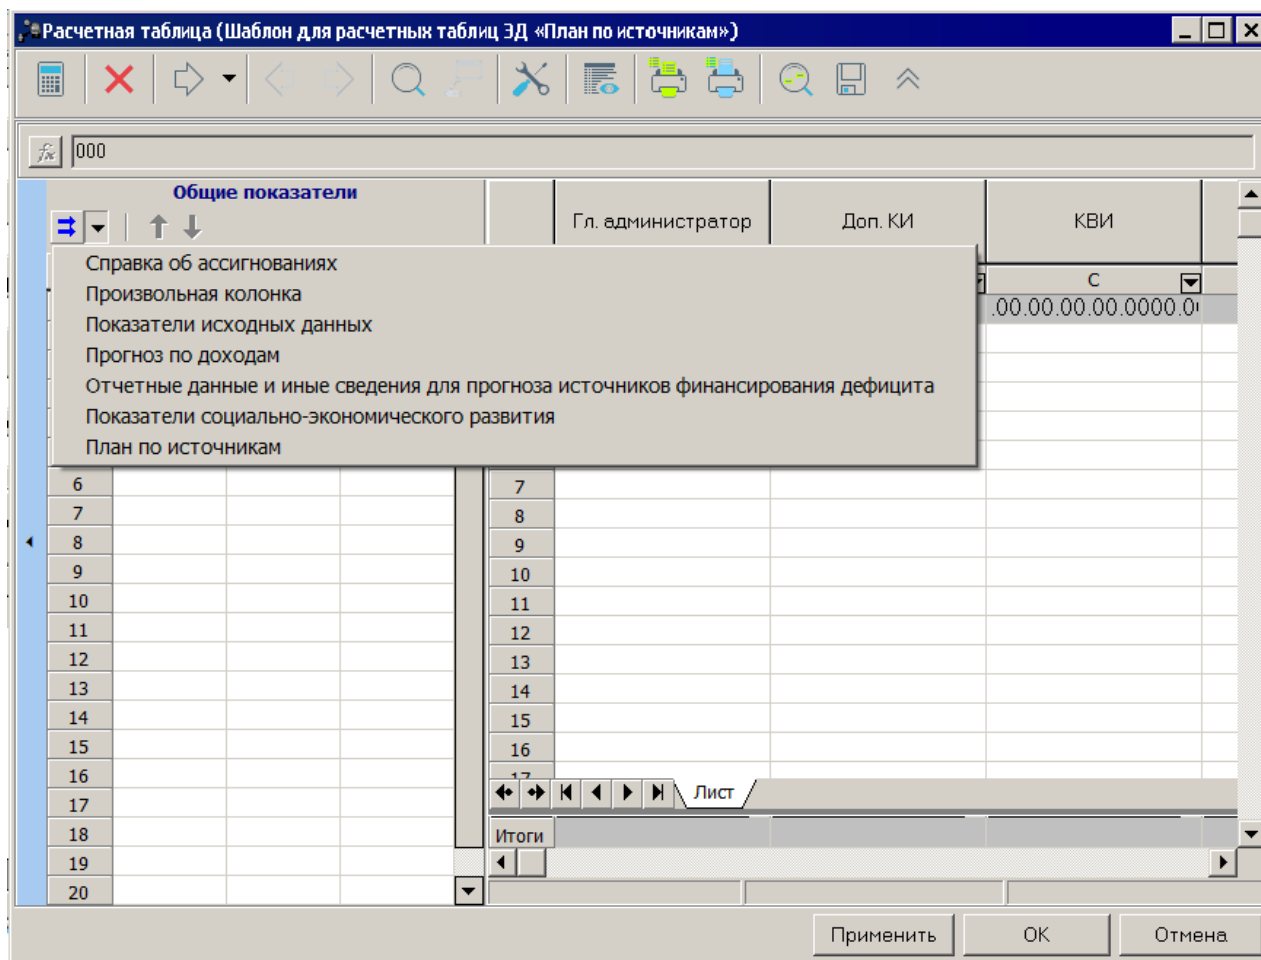 Расчетная таблица (Шаблон для расчетных таблиц ЭД «План по источникам»)
fx 000
Общие показатели
Гл. администратор Доп. КИ КВИ
Справка об ассигнованиях
Произвольная колонка
Показатели исходных данных
Прогноз по доходам
Отчетные данные и иные сведения для прогноза источников финансирования дефицита
Показатели социально-экономического развития
План по источникам
C
.00.00.00.00.0000.0
6 7
7 8
8 9
9 10
10 11
11 12
12 13
13 14
14 15
15 16
16 17
17 Лист
18 Итоги
19
20
Применить OK Отмена